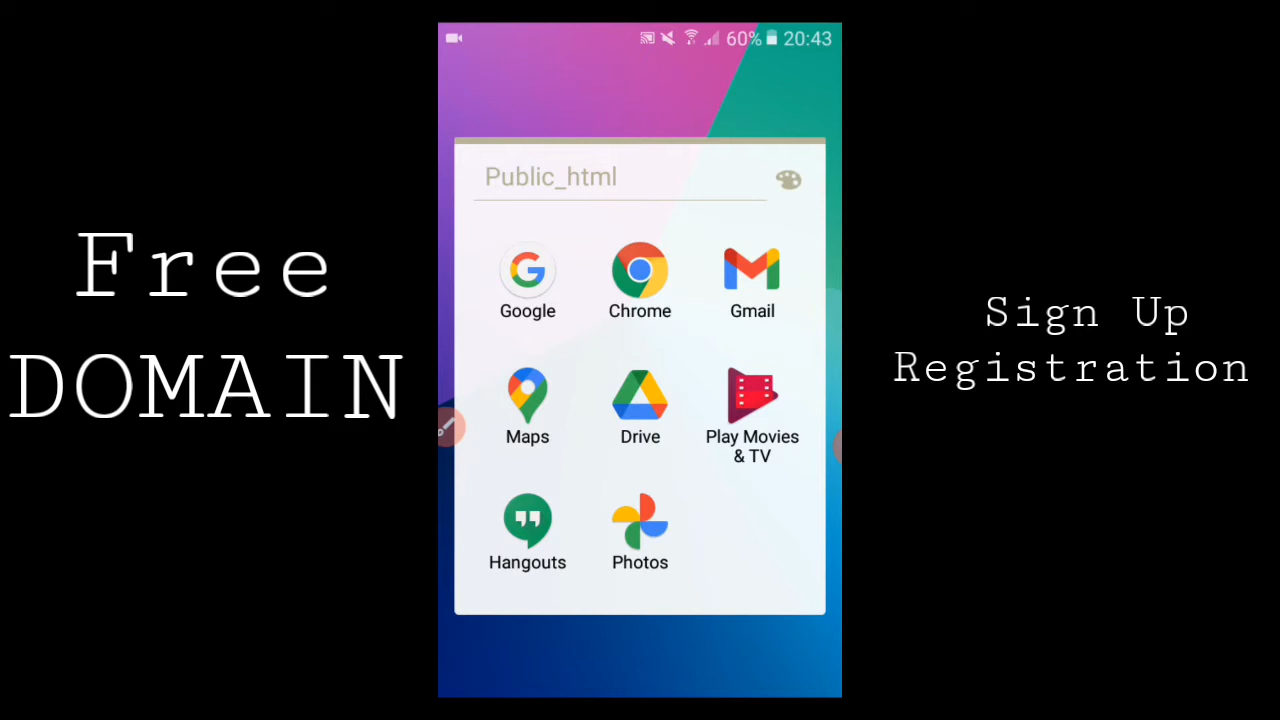 60% 20:43
Public_html
Google Chrome Gmail
Maps Drive Play Movies
& TV
Hangouts Photos
Free
DOMAIN
Sign Up
Registration